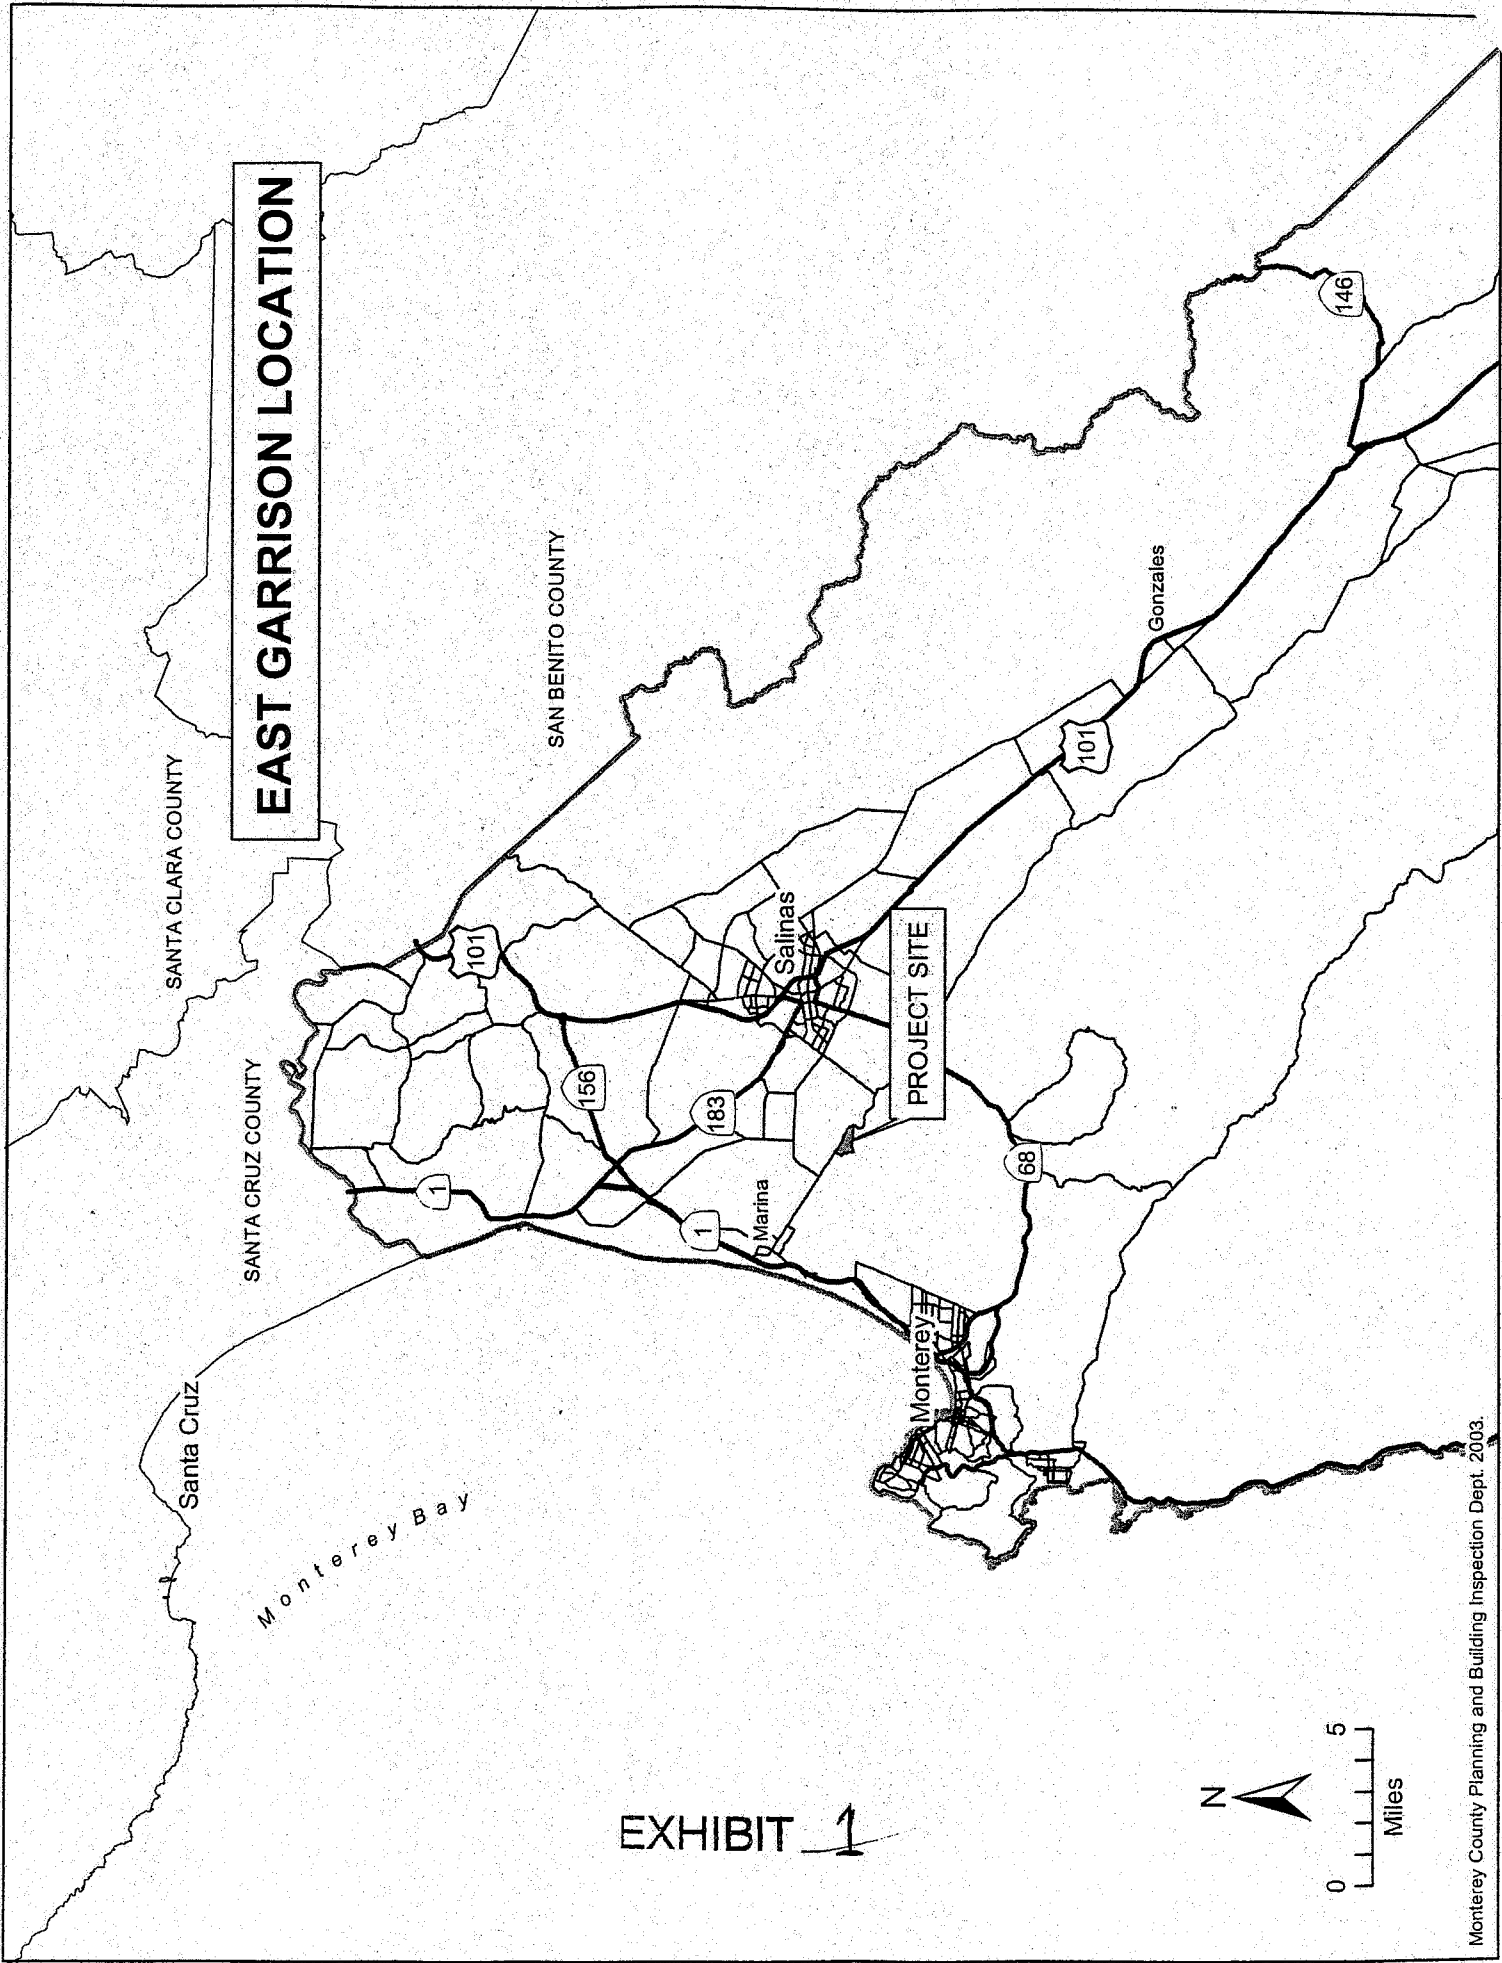 EAST GARRISON LOCATION
SANTA CLARA COUNTY
SANTA CRUZ COUNTY
SAN BENITO COUNTY
Santa Cruz
Monterey Bay
101
1
156
183
Salinas
1
Marina
PROJECT SITE
Monterey
68
101
Gonzales
146
EXHIBIT 1
N
0 5
Miles
Monterey County Planning and Building Inspection Dept. 2003.